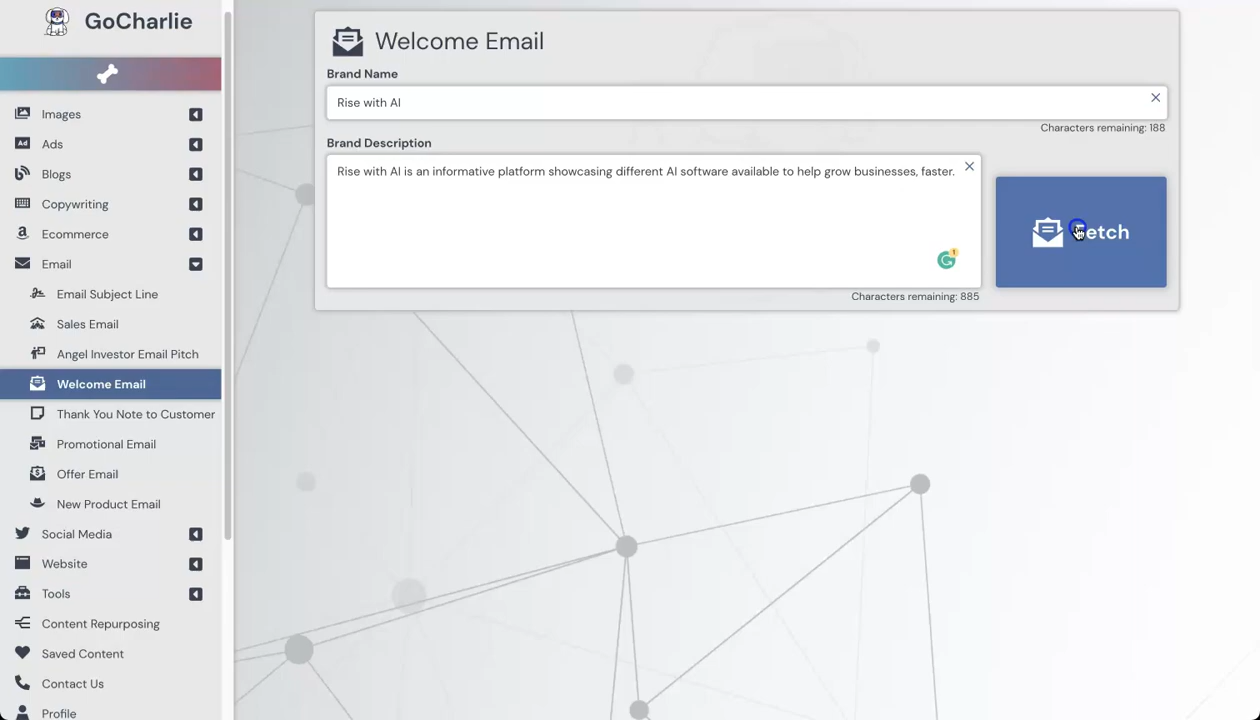 GoCharlie
Images
Ad
Ads
Blogs
Copywriting
a
Ecommerce
Email
Email Subject Line
Sales Email
Angel Investor Email Pitch
Welcome Email
Thank You Note to Customer
Promotional Email
Offer Email
New Product Email
Social Media
Website
Tools
Content Repurposing
Saved Content
Contact Us
Profile
Welcome Email
Brand Name
Rise with AI
Characters remaining: 188
Brand Description
Rise with AI is an informative platform showcasing different AI software available to help grow businesses, faster.
1
Fetch
Characters remaining: 885